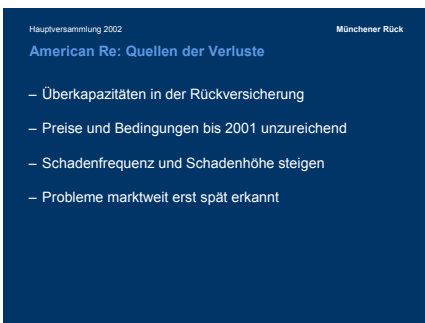 Hauptversammlung 2002 Münchener Rück
American Re: Quellen der Verluste
– Überkapazitäten in der Rückversicherung
– Preise und Bedingungen bis 2001 unzureichend
– Schadenfrequenz und Schadenhöhe steigen
– Probleme marktweit erst spät erkannt